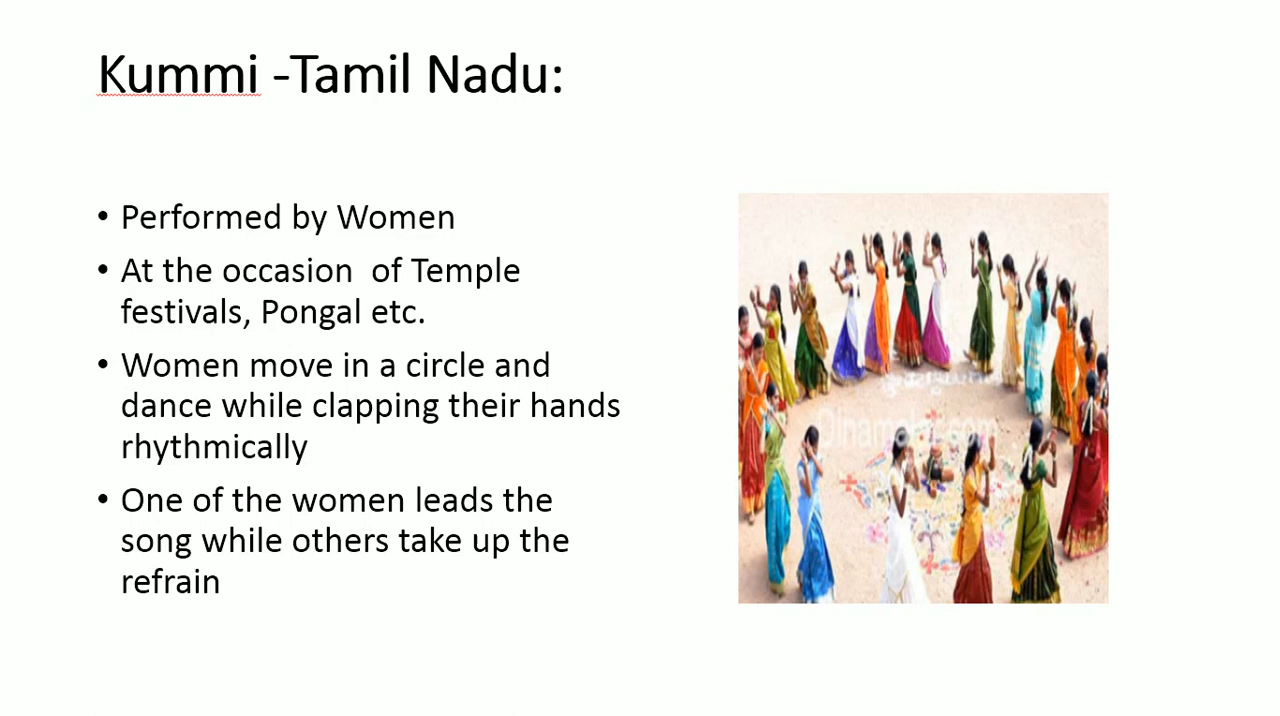 Kummi -Tamil Nadu:
• Performed by Women
• At the occasion  of Temple
festivals, Pongal etc.
• Women move in a circle and
dance while clapping their hands
rhythmically
• One of the women leads the
song while others take up the
refrain